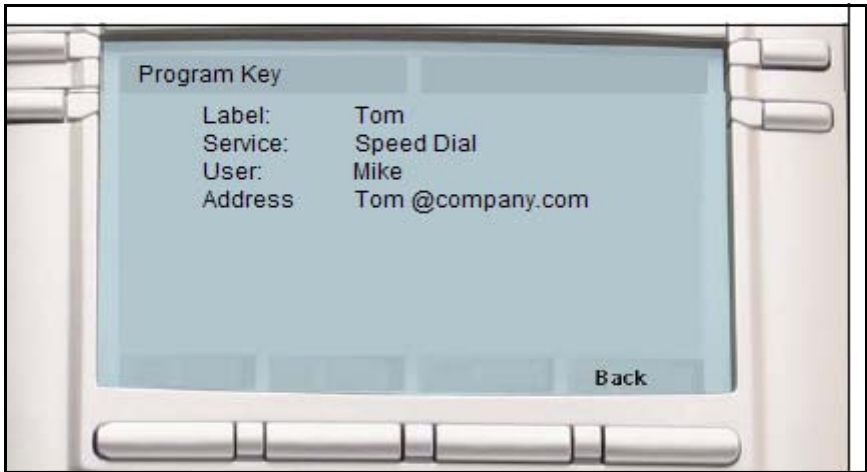 Program Key
Label: Tom
Service: Speed Dial
User: Mike
Address Tom @company.com
Back